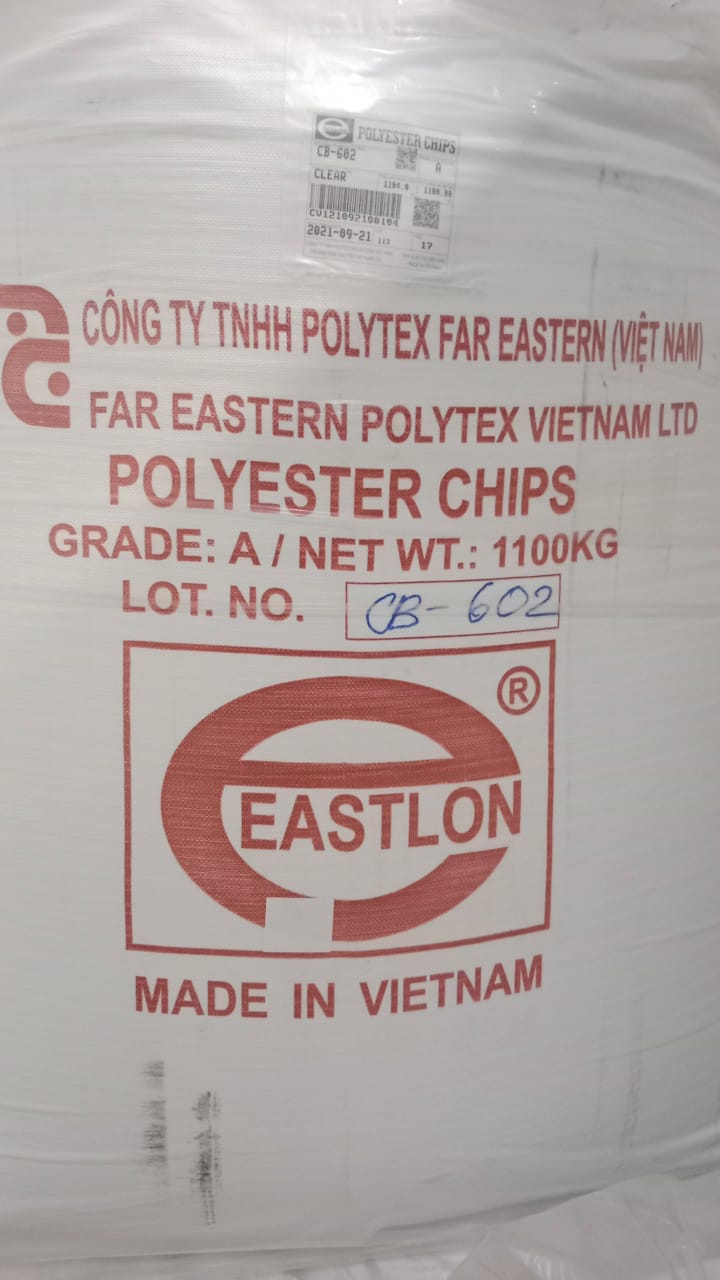 POLYESTER CHIPS
CB-602
A
CLEAR
1104.0 1100.00
CV121092100104
2021-09-21 113 17
CÔNG TY TNHH POLYTEX FAR EASTERN (VIỆT NAM)
FAR EASTERN POLYTEX VIETNAM LTD
POLYESTER CHIPS
GRADE: A / NET WT.: 1100KG
LOT. NO. CB-602
®
EASTLON
MADE IN VIETNAM